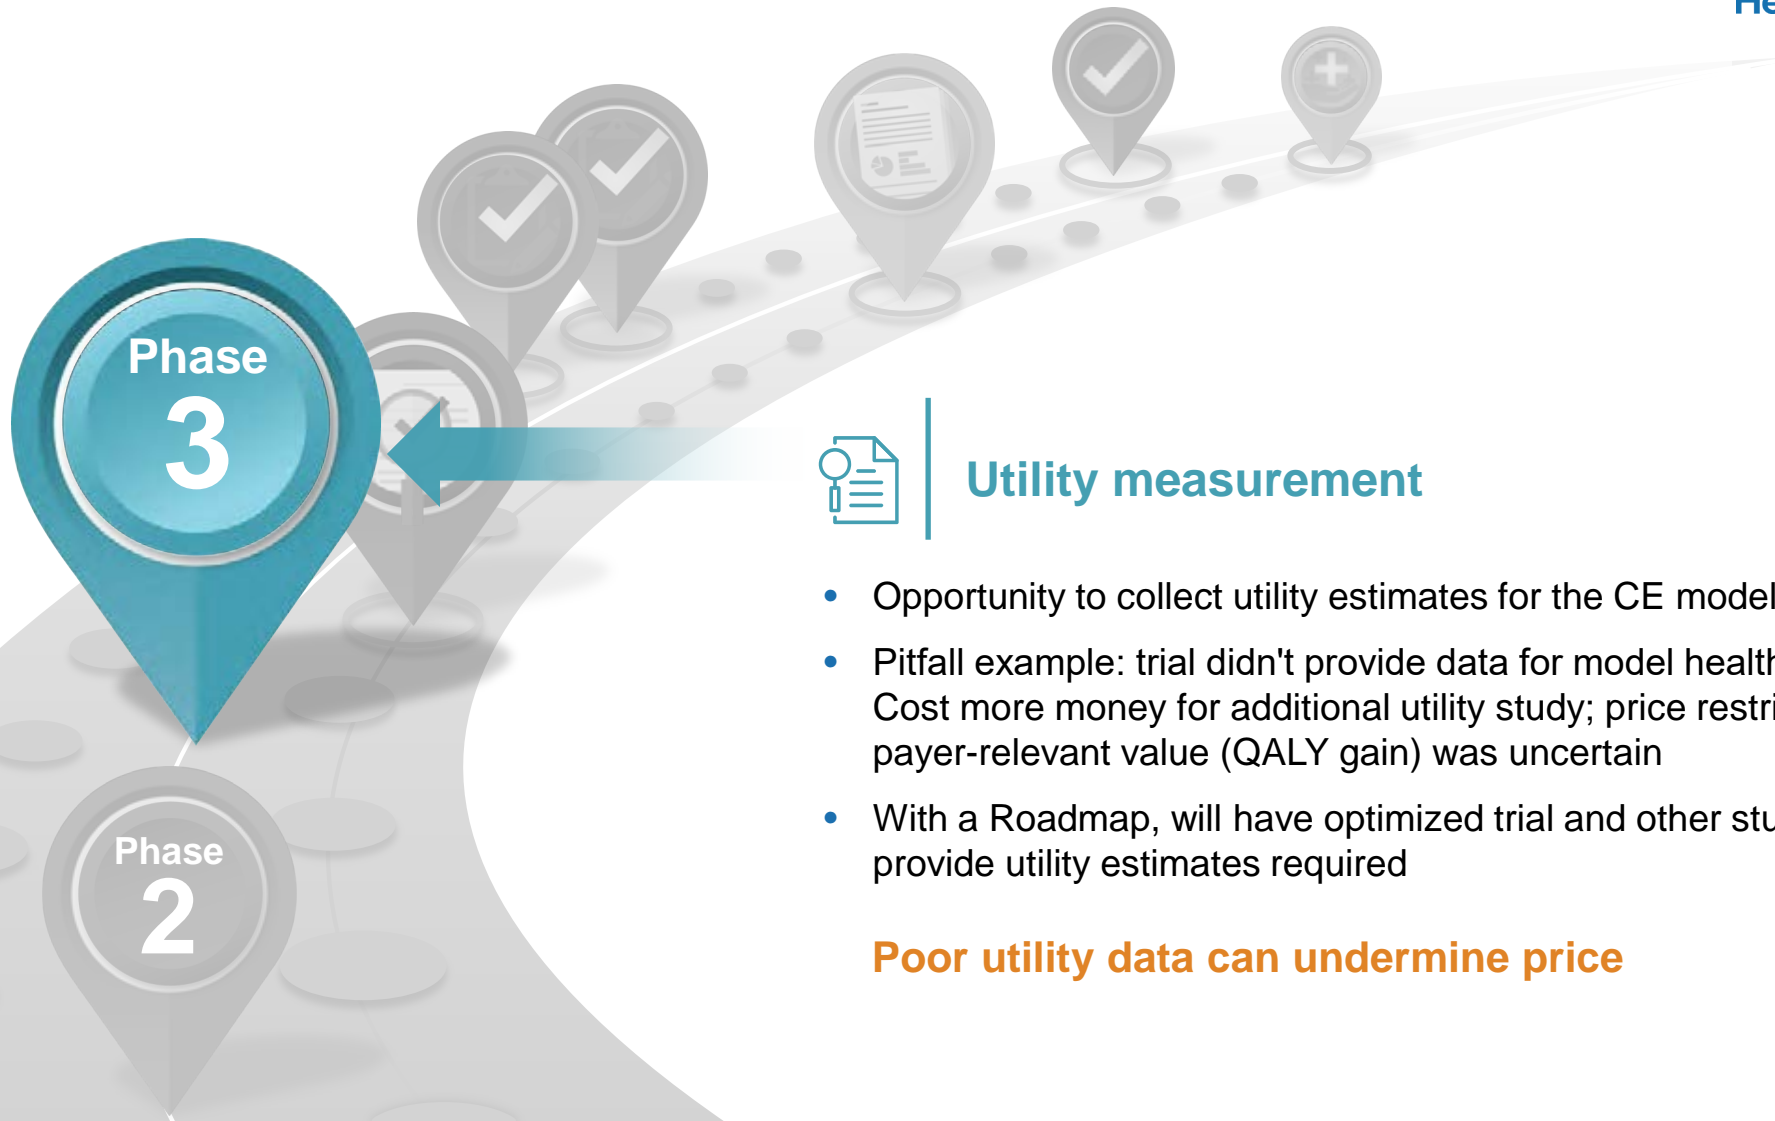 Phase
3
Utility measurement
Opportunity to collect utility estimates for the CE model
Pitfall example: trial didn't provide data for model health
Cost more money for additional utility study; price restri
payer-relevant value (QALY gain) was uncertain
With a Roadmap, will have optimized trial and other stu
provide utility estimates required
Poor utility data can undermine price
Phase
2